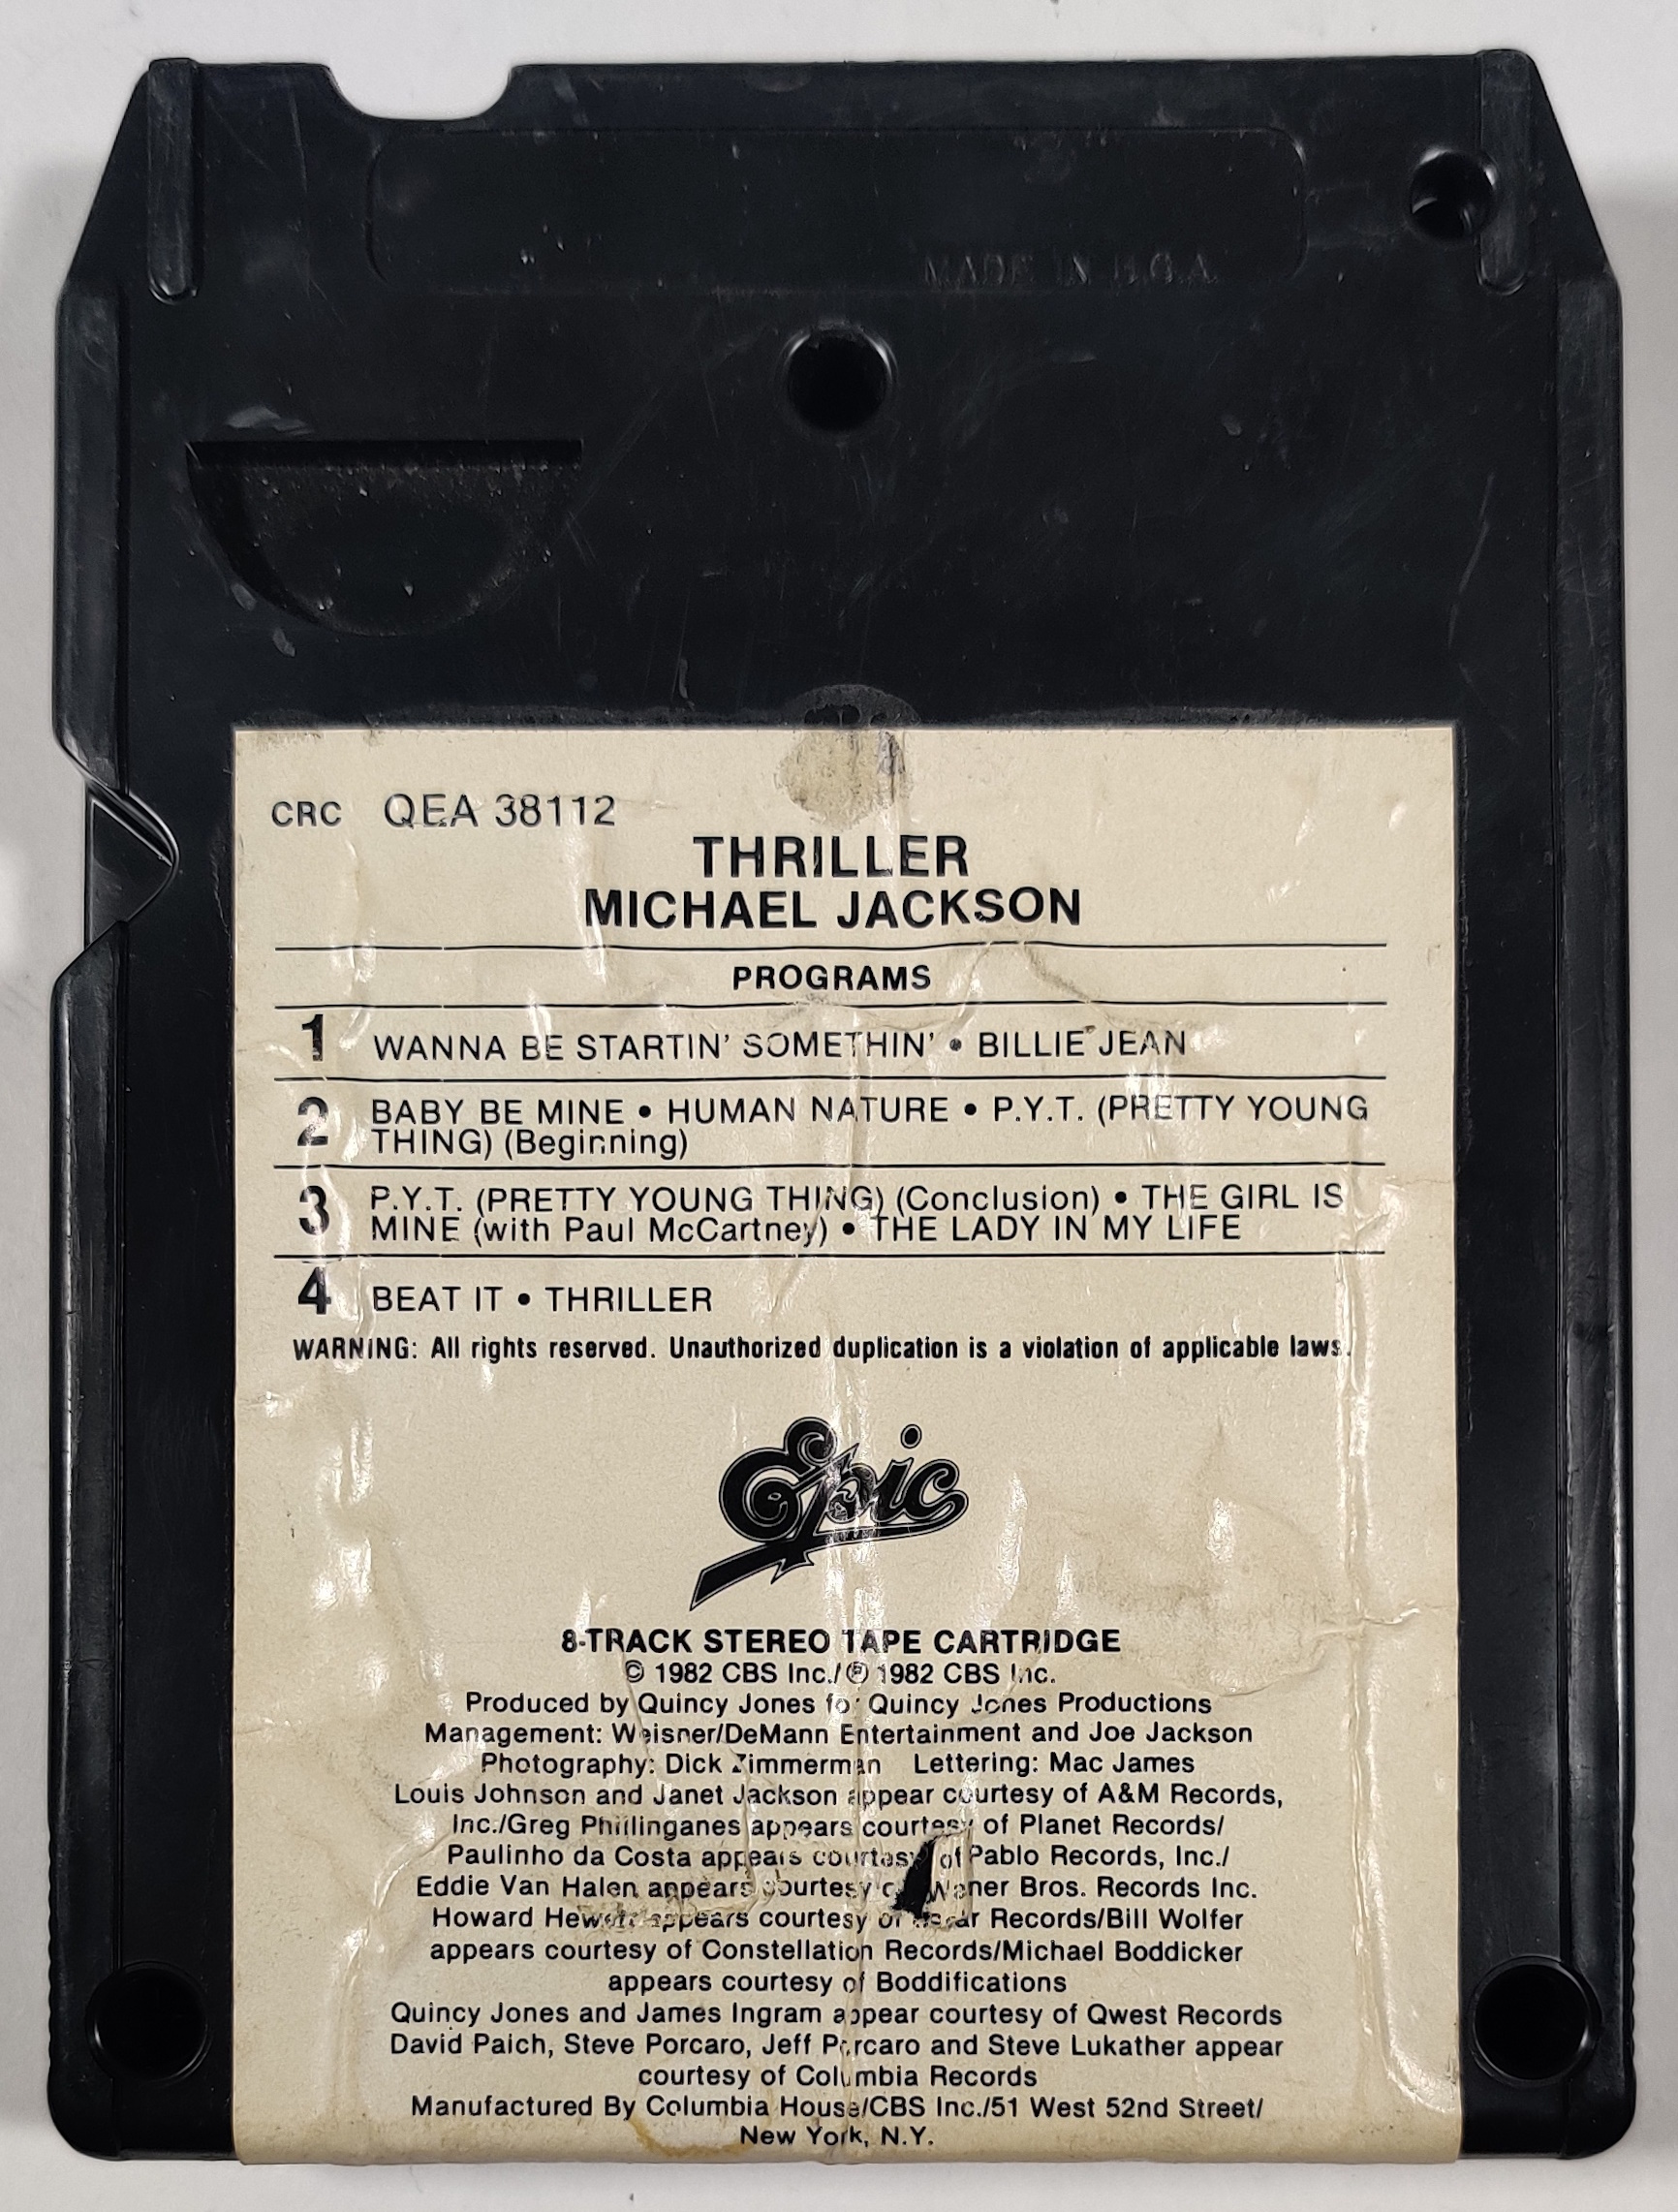 MADE IN U.S.A.
CRC QEA 38112
THRILLER
MICHAEL JACKSON
PROGRAMS
1 WANNA BE STARTIN' SOMETHIN' • BILLIE JEAN
2 BABY BE MINE • HUMAN NATURE • P.Y.T. (PRETTY YOUNG
THING) (Beginning)
3 P.Y.T. (PRETTY YOUNG THING) (Conclusion) • THE GIRL IS
MINE (with Paul McCartney) • THE LADY IN MY LIFE
4 BEAT IT • THRILLER
WARNING: All rights reserved. Unauthorized duplication is a violation of applicable laws.
Epic
8-TRACK STEREO TAPE CARTRIDGE
© 1982 CBS Inc./℗ 1982 CBS Inc.
Produced by Quincy Jones for Quincy Jones Productions
Management: Weisner/DeMann Entertainment and Joe Jackson
Photography: Dick Zimmerman Lettering: Mac James
Louis Johnson and Janet Jackson appear courtesy of A&M Records,
Inc./Greg Phillinganes appears courtesy of Planet Records/
Paulinho da Costa appears courtesy of Pablo Records, Inc./
Eddie Van Halen appears courtesy of Bros. Records Inc.
Howard Hewett appears courtesy of Records/Bill Wolfer
appears courtesy of Constellation Records/Michael Boddicker
appears courtesy of Boddifications
Quincy Jones and James Ingram appear courtesy of Qwest Records
David Paich, Steve Porcaro, Jeff Porcaro and Steve Lukather appear
courtesy of Columbia Records
Manufactured By Columbia House/CBS Inc./51 West 52nd Street/
New York, N.Y.